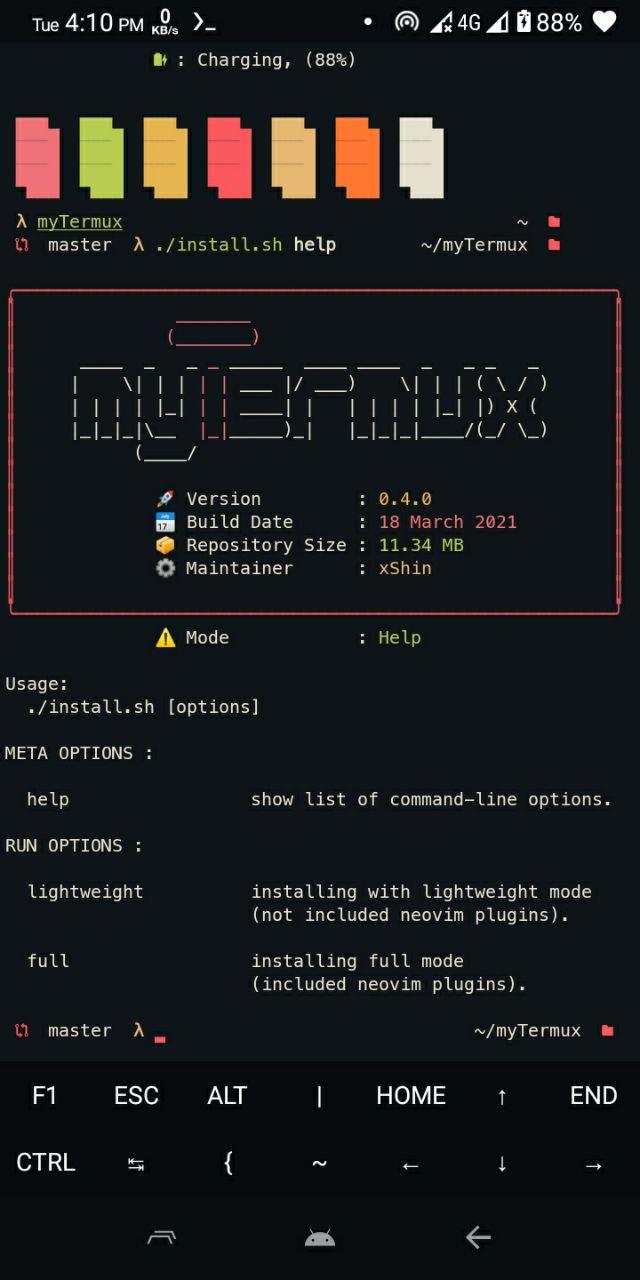 Tue 4:10 PM 0 KB/s 4G 88%
: Charging, (88%)
λ myTermux ~
master λ ./install.sh help ~/myTermux
myTermux
Version : 0.4.0
Build Date : 18 March 2021
Repository Size : 11.34 MB
Maintainer : xShin
Mode : Help
Usage:
./install.sh [options]
META OPTIONS :
help show list of command-line options.
RUN OPTIONS :
lightweight installing with lightweight mode
(not included neovim plugins).
full installing full mode
(included neovim plugins).
master λ ~/myTermux
F1 ESC ALT | HOME ↑ END
CTRL ↹ { ~ ← ↓ →